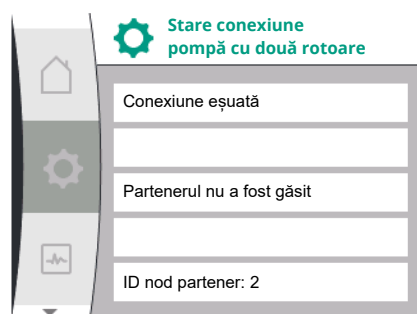 Stare conexiune
pompă cu două rotoare
Conexiune eșuată
Partenerul nu a fost găsit
ID nod partener: 2